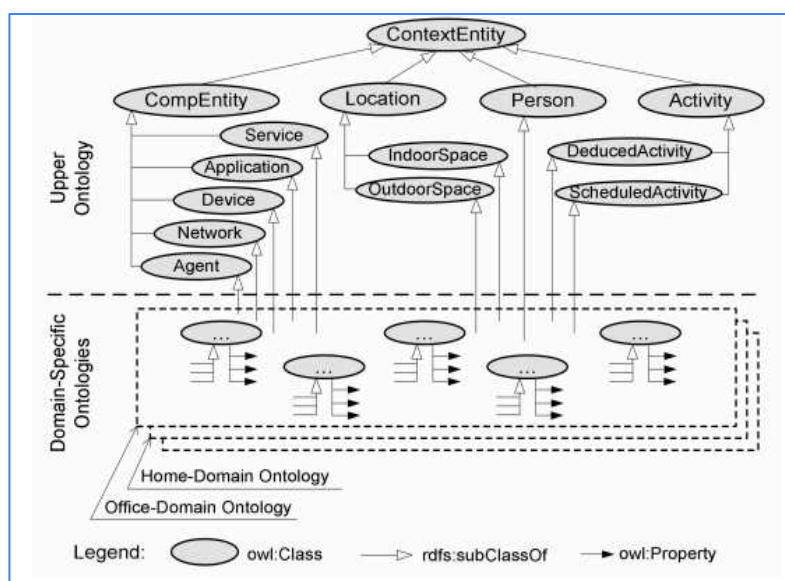 ContextEntity
CompEntity
Location
Person
Activity
Service
Application
Device
Network
Agent
IndoorSpace
OutdoorSpace
DeducedActivity
ScheduledActivity
Upper
Ontology
Domain-Specific
Ontologies
...
...
...
...
...
Home-Domain Ontology
Office-Domain Ontology
Legend: owl:Class rdfs:subClassOf owl:Property